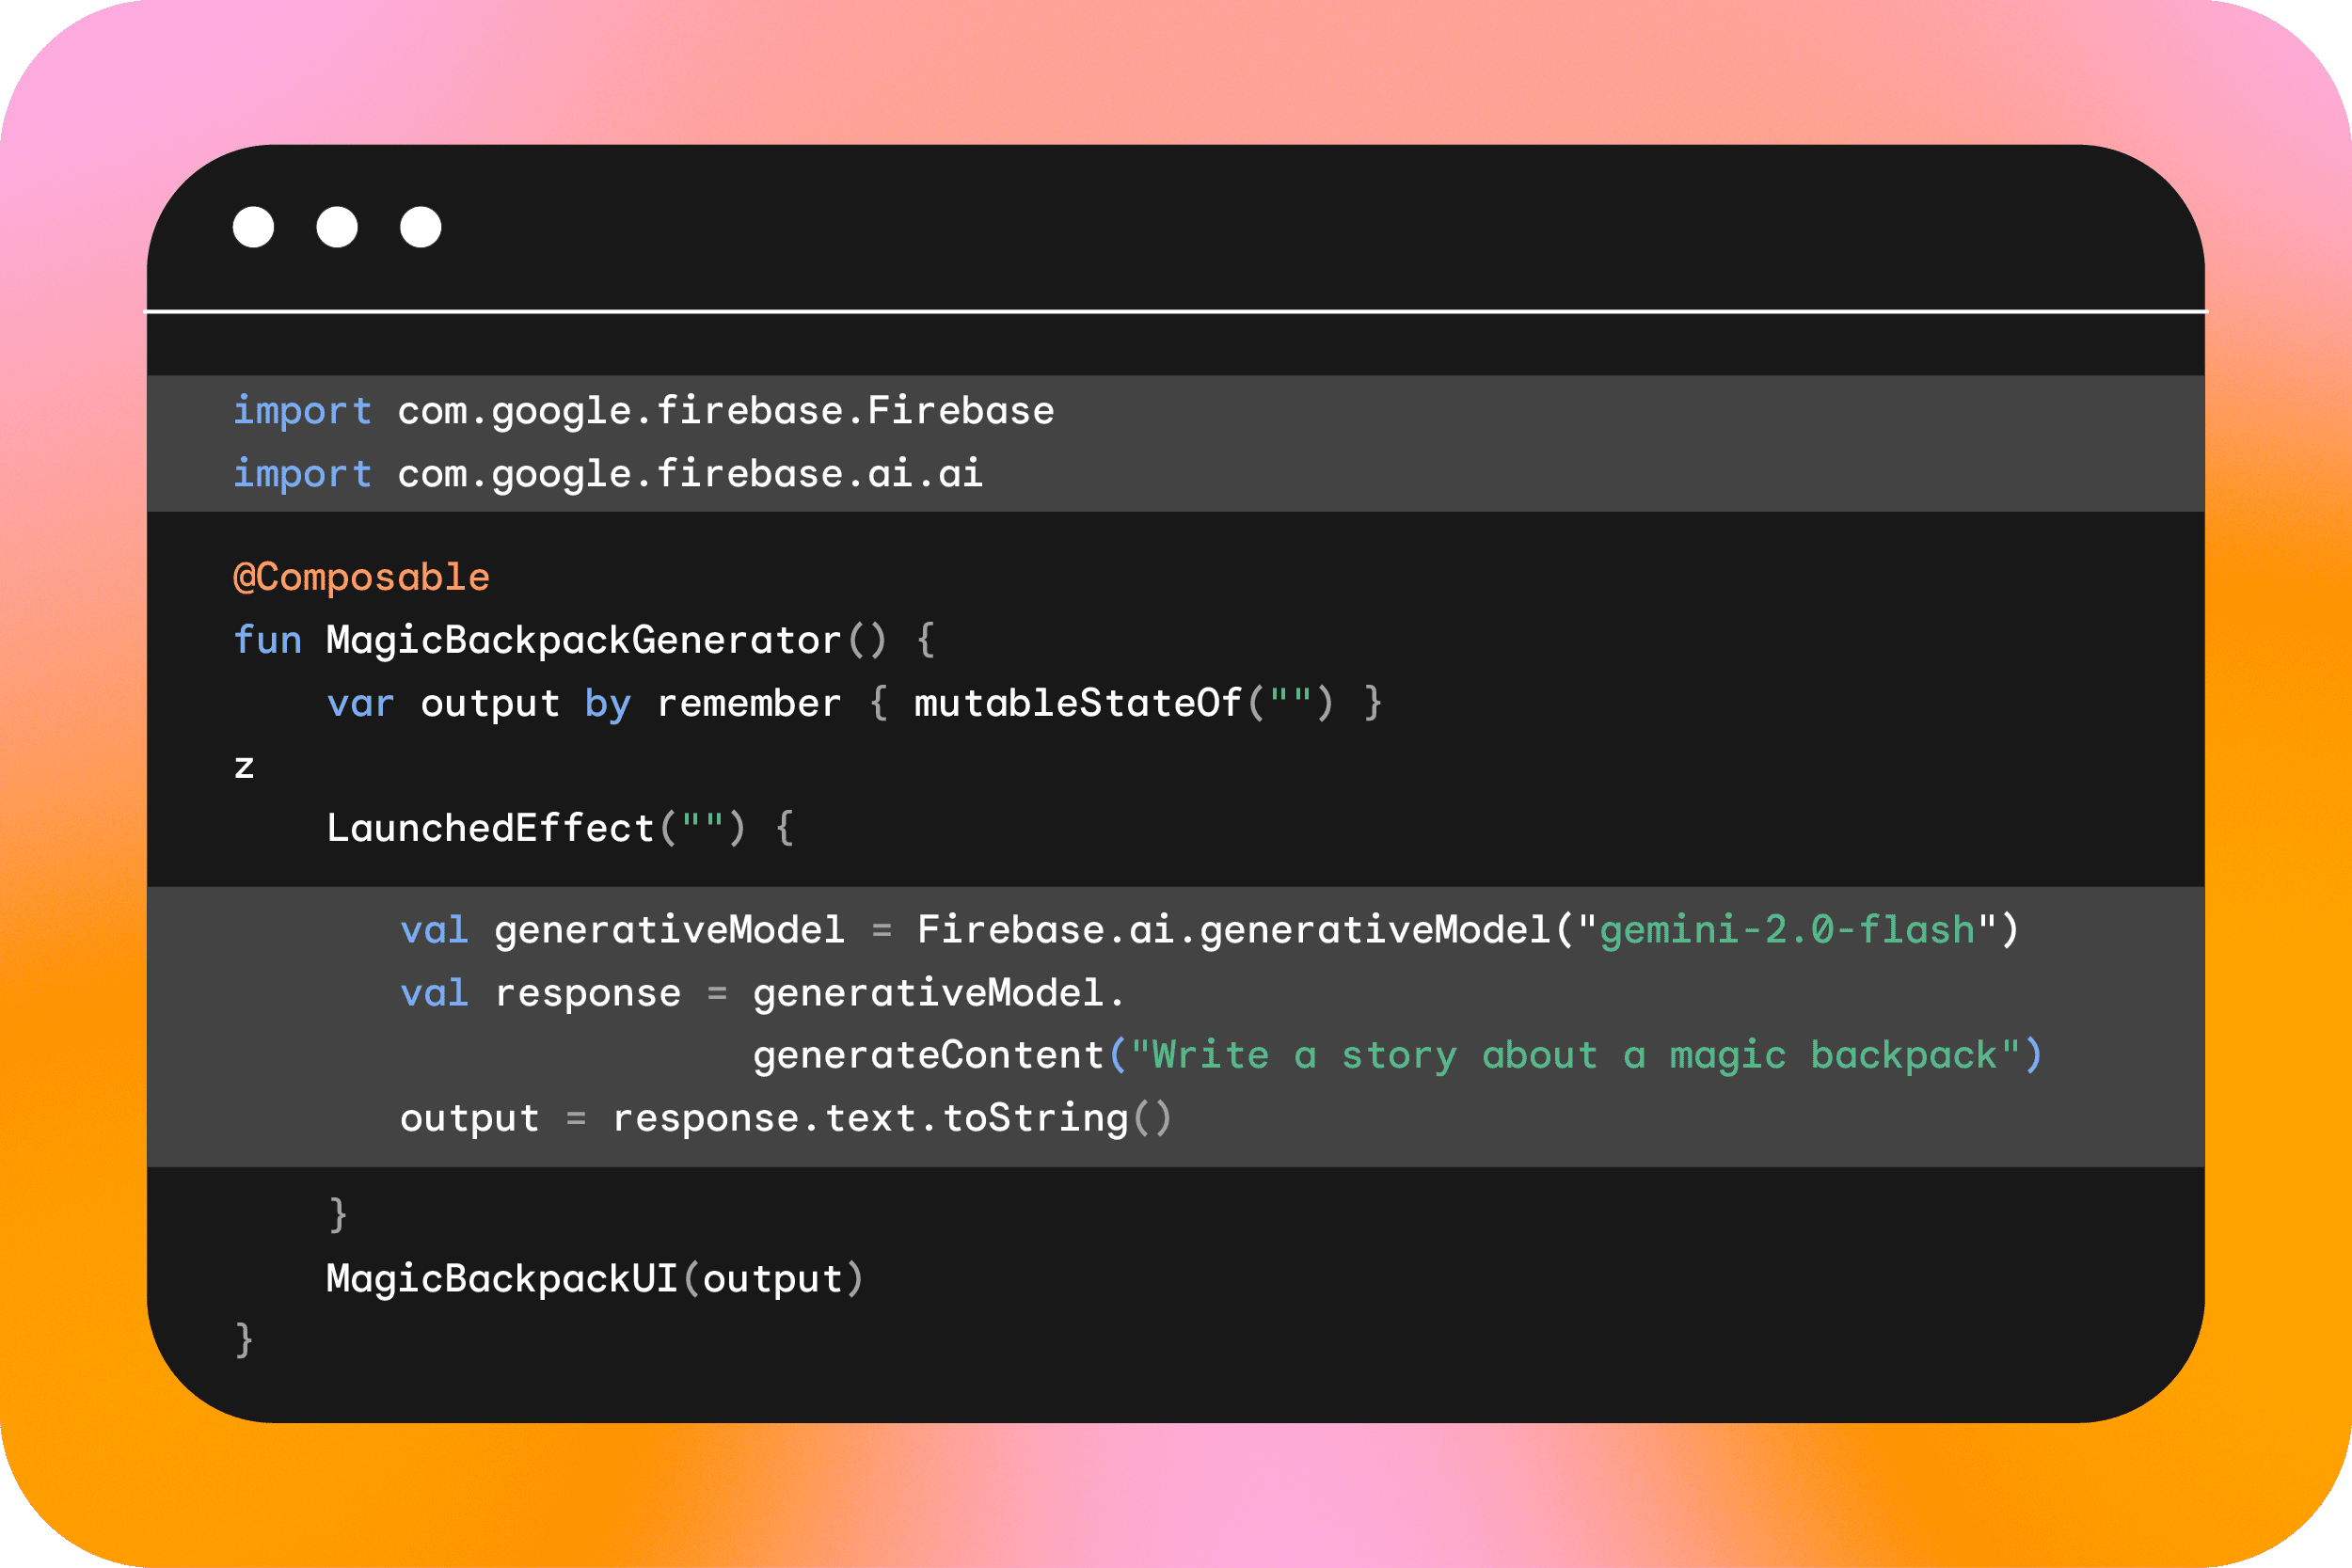 import com.google.firebase.Firebase
import com.google.firebase.ai.ai
@Composable
fun MagicBackpackGenerator() {
    var output by remember { mutableStateOf("") }
z
    LaunchedEffect("") {
       val generativeModel = Firebase.ai.generativeModel("gemini-2.0-flash")
       val response = generativeModel.
                      generateContent("Write a story about a magic backpack")
       output = response.text.toString()
    }
    MagicBackpackUI(output)
}